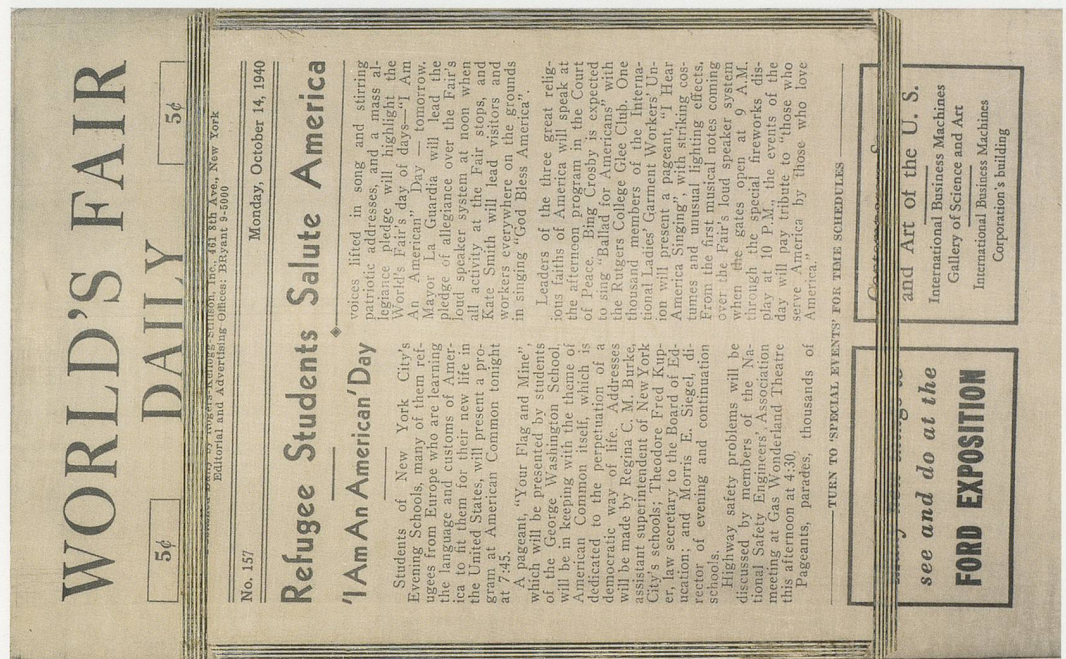 WORLD'S FAIR
5¢ DAILY 5¢
Daily by Rogers-Kellogg-Stillson, Inc., 461 8th Ave., New York
Editorial and Advertising Offices: BRyant 9-5000
No. 157 Monday, October 14, 1940
Refugee Students Salute America
'I Am An American' Day
Students of New York City's
Evening Schools, many of them ref-
ugees from Europe who are learning
the language and customs of Amer-
ica to fit them for their new life in
the United States, will present a pro-
gram at American Common tonight
at 7:45.
A pageant, "Your Flag and Mine",
which will be presented by students
of the George Washington School,
will be in keeping with the theme of
American Common itself, which is
dedicated to the perpetuation of a
democratic way of life. Addresses
will be made by Regina C. M. Burke,
assistant superintendent of New York
City's schools; Theodore Fred Kup-
er, law secretary to the Board of Ed-
ucation; and Morris E. Siegel, di-
rector of evening and continuation
schools.
Highway safety problems will be
discussed by members of the Na-
tional Safety Engineers' Association
meeting at Gas Wonderland Theatre
this afternoon at 4:30.
Pageants, parades, thousands of
voices lifted in song and stirring
patriotic addresses, and a mass al-
legiance pledge will highlight the
World's Fair's day of days—"I Am
An American" Day — tomorrow.
Mayor La Guardia will lead the
pledge of allegiance over the Fair's
loud speaker system at noon when
all activity at the Fair stops, and
Kate Smith will lead visitors and
workers everywhere on the grounds
in singing "God Bless America".
Leaders of the three great relig-
ious faiths of America will speak at
the afternoon program in the Court
of Peace. Bing Crosby is expected
to sing "Ballad for Americans" with
the Rutgers College Glee Club. One
thousand members of the Interna-
tional Ladies' Garment Workers' Un-
ion will present a pageant, "I Hear
America Singing", with striking cos-
tumes and unusual lighting effects.
From the first musical notes coming
over the Fair's loud speaker system
when the gates open at 9 A.M.
through the special fireworks dis-
play at 10 P.M., the events of the
day will pay tribute to "those who
serve America by those who love
America."
TURN TO 'SPECIAL EVENTS' FOR TIME SCHEDULES
see and do at the
FORD EXPOSITION
and Art of the U. S.
International Business Machines
Gallery of Science and Art
International Business Machines
Corporation's building